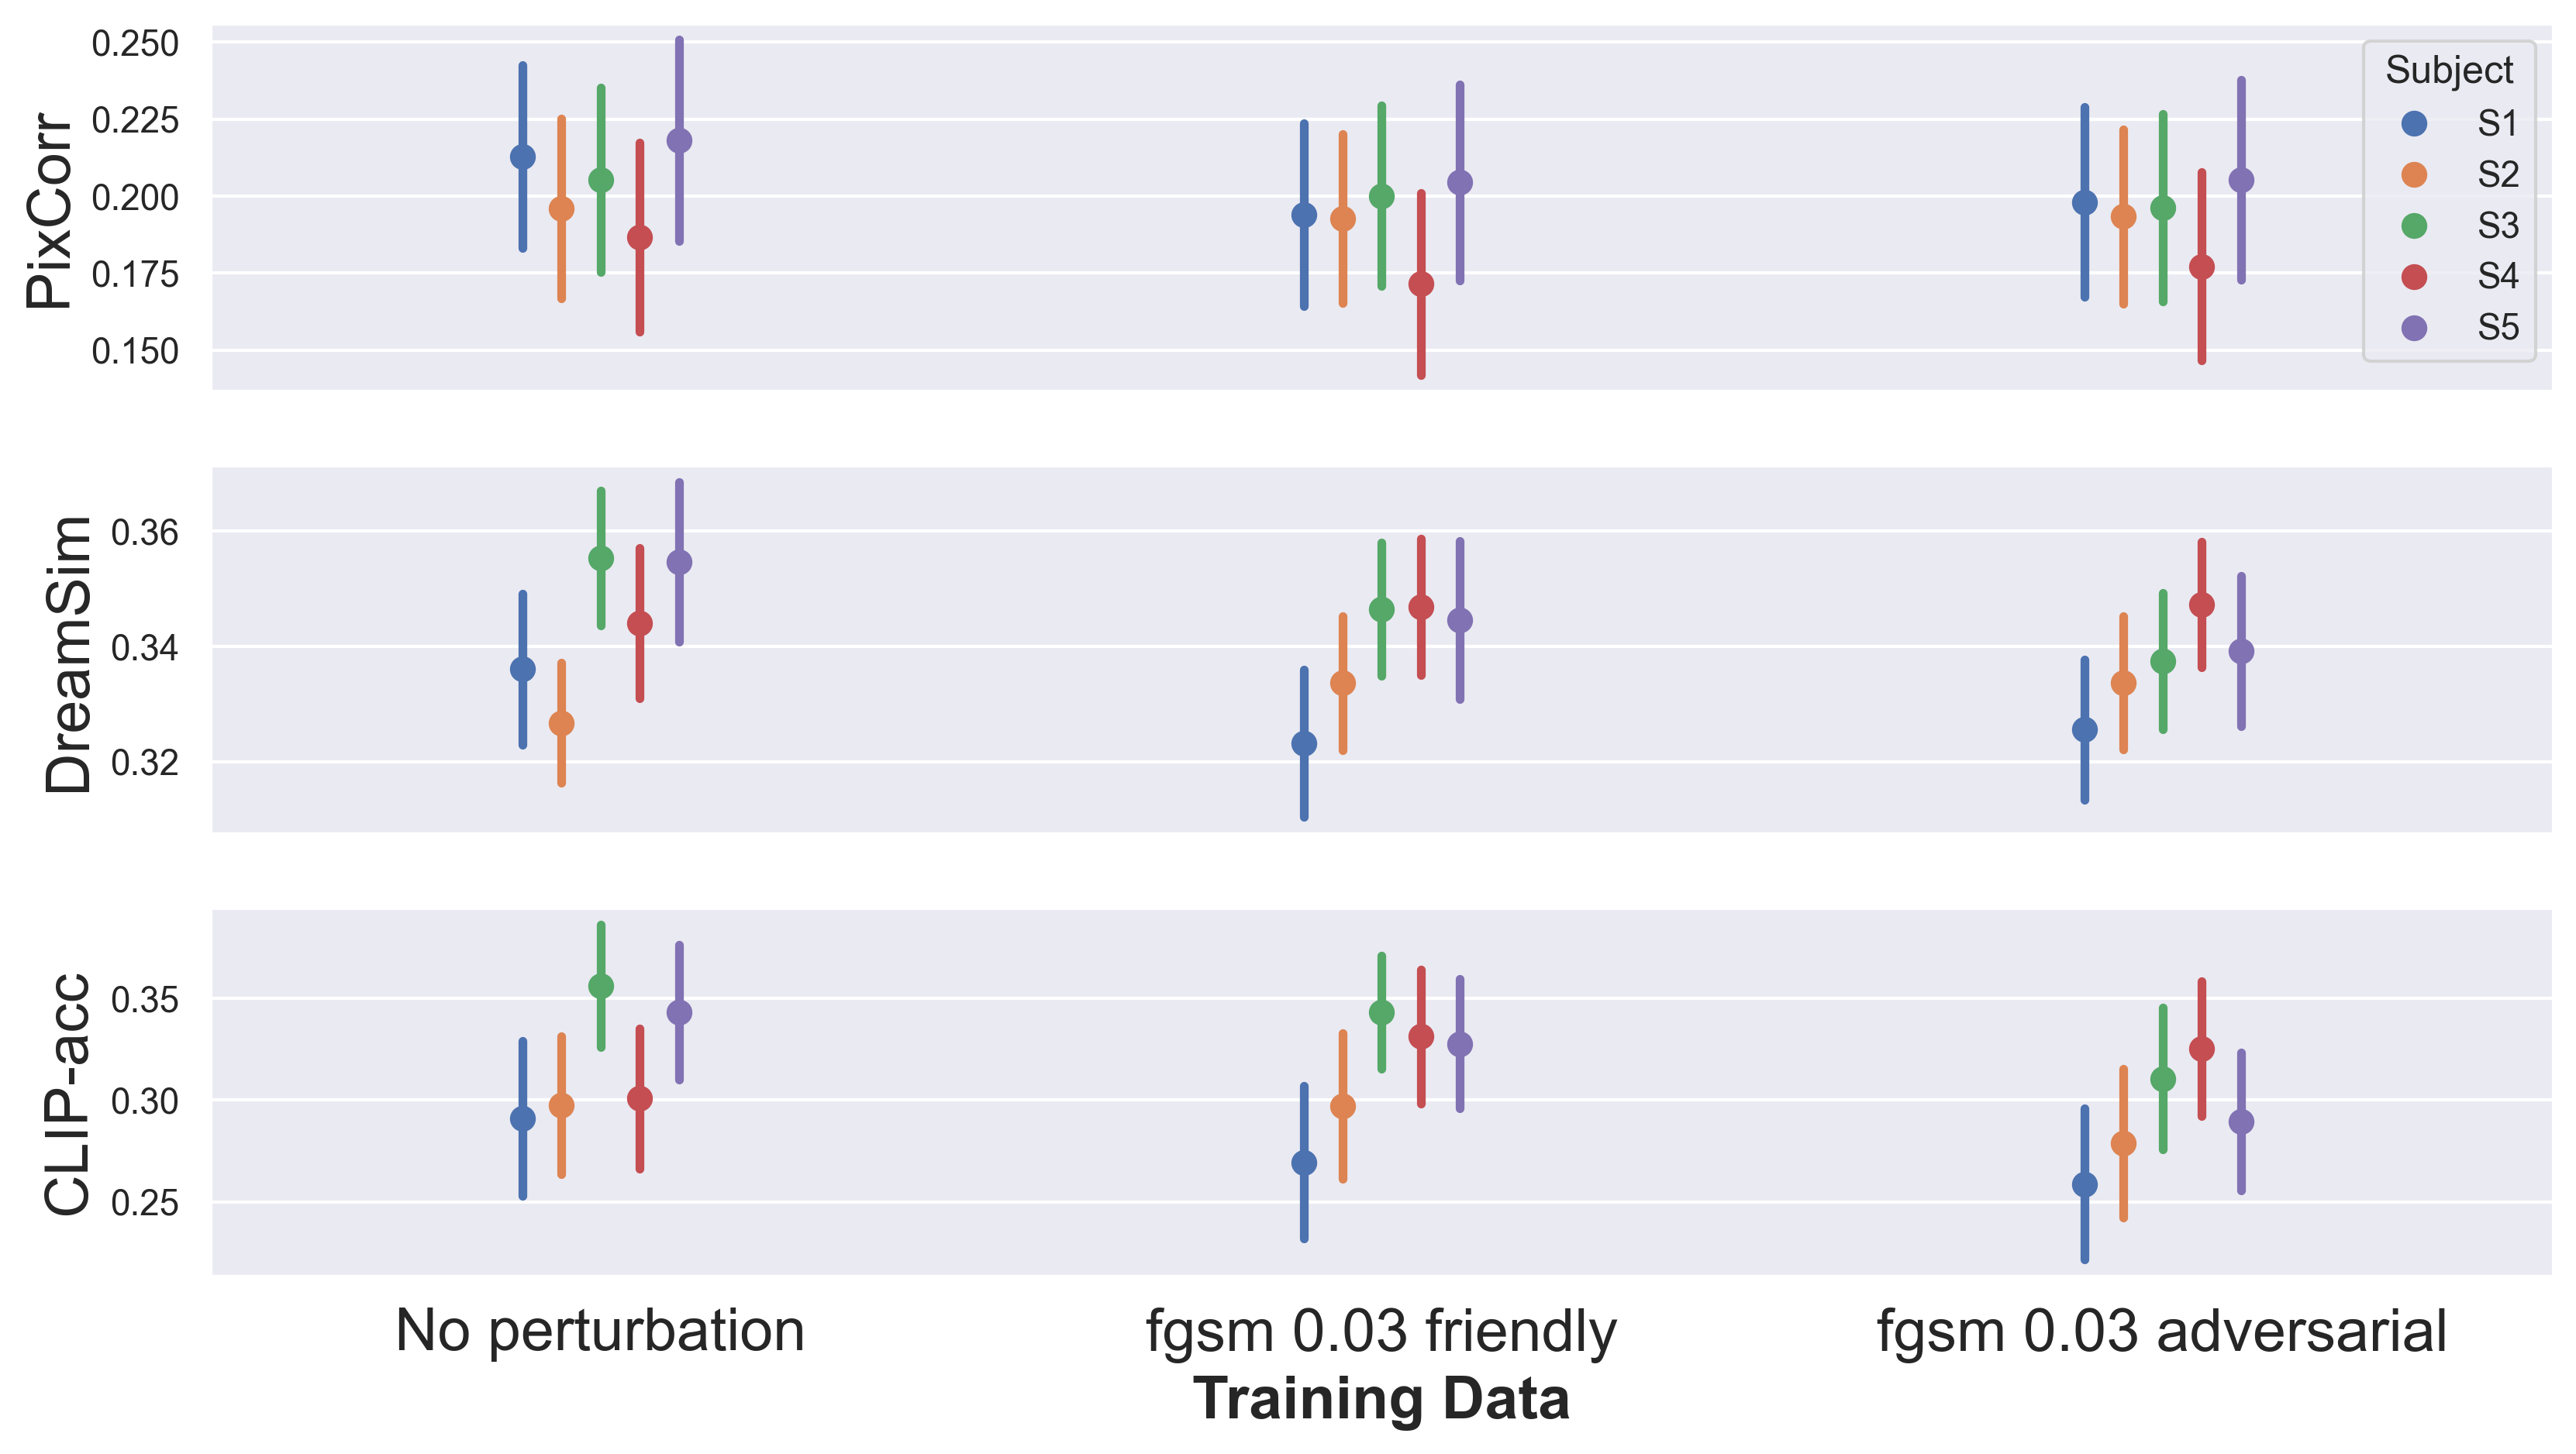 PixCorr
0.250
0.225
0.200
0.175
0.150
Subject
S1
S2
S3
S4
S5
DreamSim
0.36
0.34
0.32
CLIP-acc
0.35
0.30
0.25
No perturbation
fgsm 0.03 friendly
fgsm 0.03 adversarial
Training Data